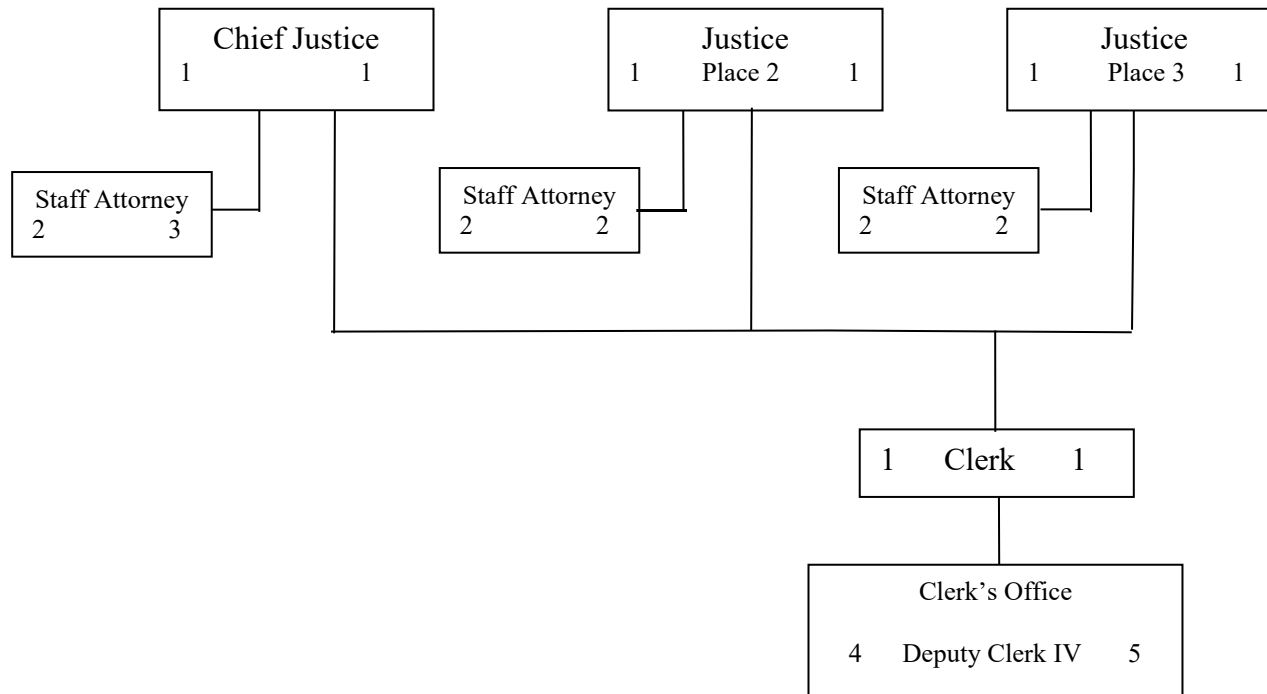 Chief Justice
1 1
Justice
1 Place 2 1
Justice
1 Place 3 1
Staff Attorney
2 3
Staff Attorney
2 2
Staff Attorney
2 2
1 Clerk 1
Clerk’s Office
4 Deputy Clerk IV 5